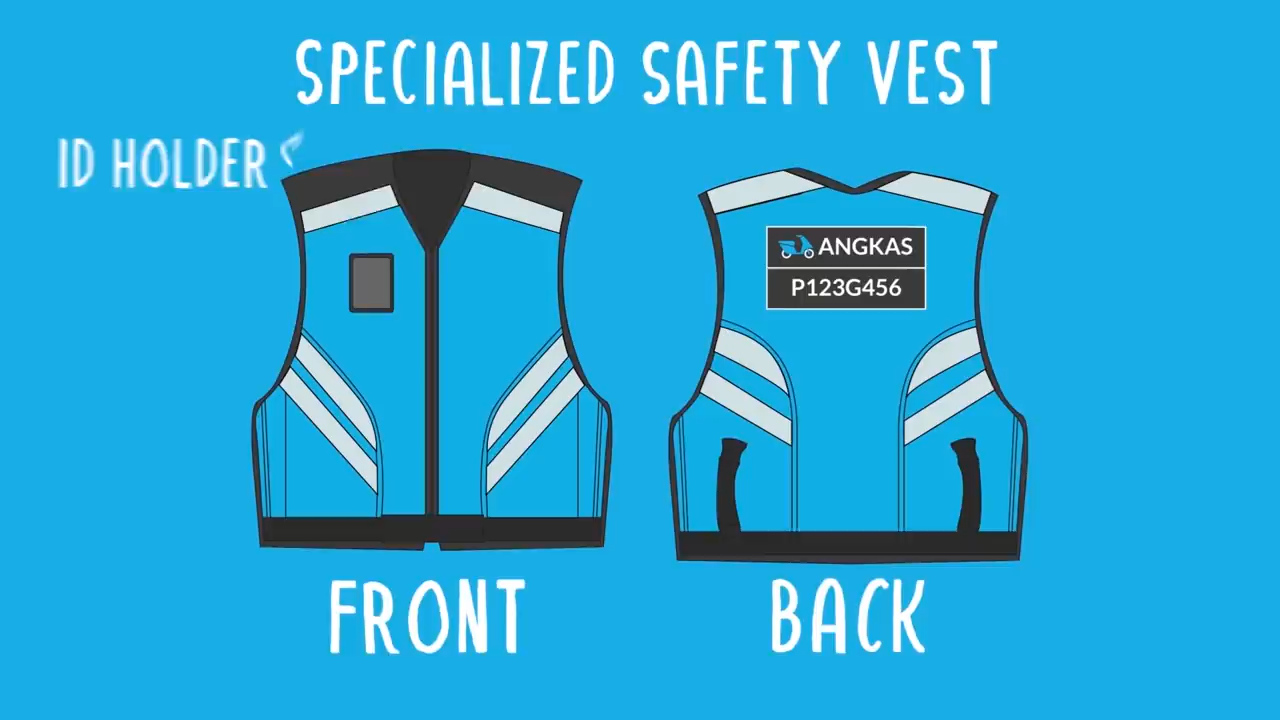 SPECIALIZED SAFETY VEST
ID HOLDER
ANGKAS
P123G456
FRONT
BACK